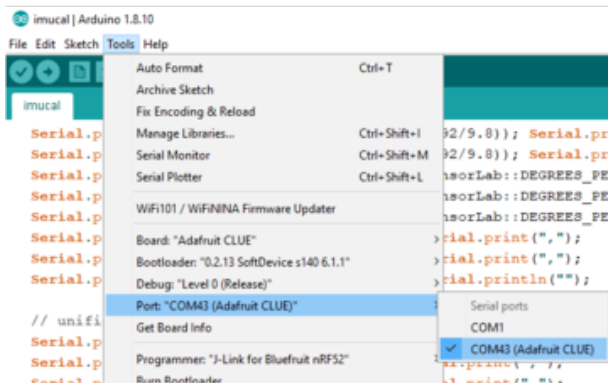 imucal | Arduino 1.8.10
File Edit Sketch Tools Help
imucal
Auto Format Ctrl+T
Archive Sketch
Fix Encoding & Reload
Manage Libraries... Ctrl+Shift+I
Serial Monitor Ctrl+Shift+M
Serial Plotter Ctrl+Shift+L
WiFi101 / WiFiNINA Firmware Updater
Board: "Adafruit CLUE"
Bootloader: "0.2.13 SoftDevice s140 6.1.1"
Debug: "Level 0 (Release)"
Port: "COM43 (Adafruit CLUE)"
Get Board Info
Programmer: "J-Link for Bluefruit nRF52"
Burn Bootloader
Serial ports
COM1
COM43 (Adafruit CLUE)
Serial.p 92/9.8)); Serial.pr
Serial.p 92/9.8)); Serial.pr
Serial.p nsorLab::DEGREES_PE
Serial.p nsorLab::DEGREES_PE
Serial.p nsorLab::DEGREES_PE
Serial.p rial.print(",");
Serial.p rial.print(",");
Serial.p rial.println("");
// unifi
Serial.p
Serial.p